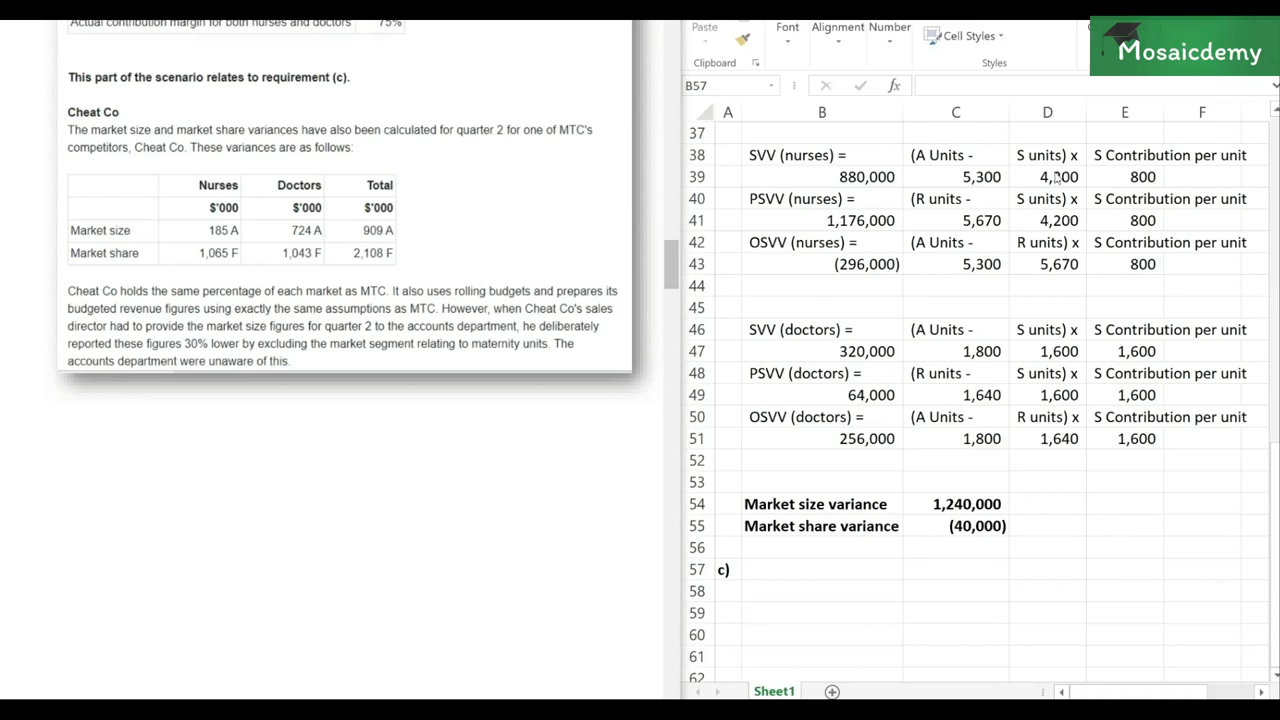 Actual contribution margin for both nurses and doctors 75%
This part of the scenario relates to requirement (c).
Cheat Co
The market size and market share variances have also been calculated for quarter 2 for one of MTC's
competitors, Cheat Co. These variances are as follows:
Nurses Doctors Total
$'000 $'000 $'000
Market size 185 A 724 A 909 A
Market share 1,065 F 1,043 F 2,108 F
Cheat Co holds the same percentage of each market as MTC. It also uses rolling budgets and prepares its
budgeted revenue figures using exactly the same assumptions as MTC. However, when Cheat Co's sales
director had to provide the market size figures for quarter 2 to the accounts department, he deliberately
reported these figures 30% lower by excluding the market segment relating to maternity units. The
accounts department were unaware of this.
Paste Font Alignment Number Cell Styles
Clipboard Styles
Mosaicdemy
B57 fx
A B C D E F
37
38 SVV (nurses) = (A Units - S units) x S Contribution per unit
39 880,000 5,300 4,200 800
40 PSVV (nurses) = (R units - S units) x S Contribution per unit
41 1,176,000 5,670 4,200 800
42 OSVV (nurses) = (A Units - R units) x S Contribution per unit
43 (296,000) 5,300 5,670 800
44
45
46 SVV (doctors) = (A Units - S units) x S Contribution per unit
47 320,000 1,800 1,600 1,600
48 PSVV (doctors) = (R units - S units) x S Contribution per unit
49 64,000 1,640 1,600 1,600
50 OSVV (doctors) = (A Units - R units) x S Contribution per unit
51 256,000 1,800 1,640 1,600
52
53
54 Market size variance 1,240,000
55 Market share variance (40,000)
56
57 c)
58
59
60
61
62
Sheet1